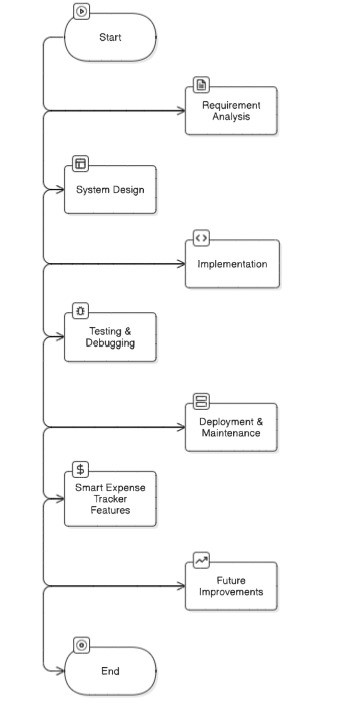 Start
Requirement
Analysis
System Design
Implementation
Testing &
Debugging
Deployment &
Maintenance
Smart Expense
Tracker
Features
Future
Improvements
End